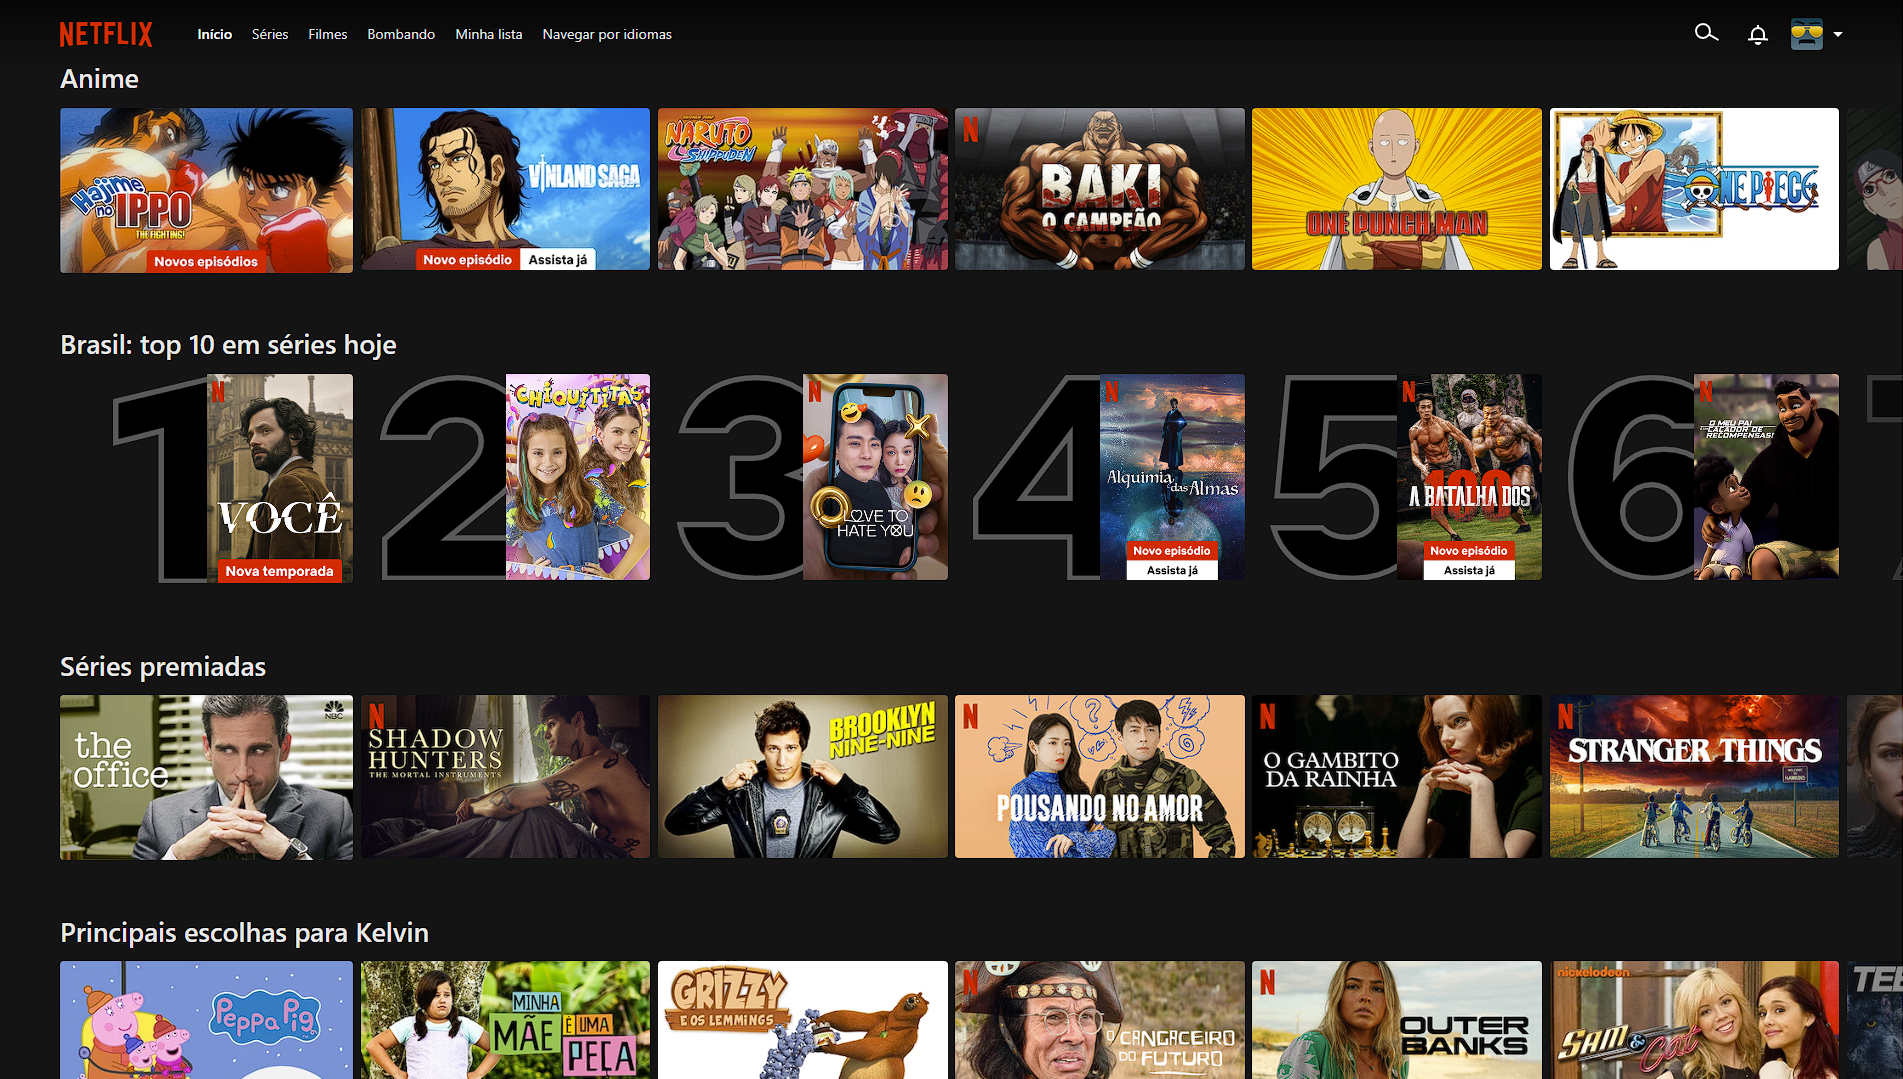 NETFLIX
Início Séries Filmes Bombando Minha lista Navegar por idiomas
Anime
Hajime
no IPPO
THE FIGHTING!
Novos episódios
VINLAND SAGA
Novo episódio Assista já
SHONEN JUMP
NARUTO
SHIPPUDEN
N
BAKI
O CAMPEÃO
ONE PUNCH MAN
ONE PIECE
Brasil: top 10 em séries hoje
1
N
VOCÊ
Nova temporada
2
CHIQUITITAS
3
N
LOVE TO
HATE YOU
4
N
Alquimia
das Almas
Novo episódio
Assista já
5
N
100
A BATALHA DOS
Novo episódio
Assista já
6
N
O MEU PAI
CAÇADOR DE
RECOMPENSAS!
Séries premiadas
the
office
NBC
N
SHADOW
HUNTERS
THE MORTAL INSTRUMENTS
BROOKLYN
NINE-NINE
N
POUSANDO NO AMOR
N
O GAMBITO
DA RAINHA
N
STRANGER THINGS
HAWKINS
Principais escolhas para Kelvin
Peppa Pig
MINHA
MÃE É UMA
PEÇA
GRIZZY
E OS LEMMINGS
N
O CANGACEIRO
DO FUTURO
N
OUTER
BANKS
nickelodeon
SAM & Cat
TEE